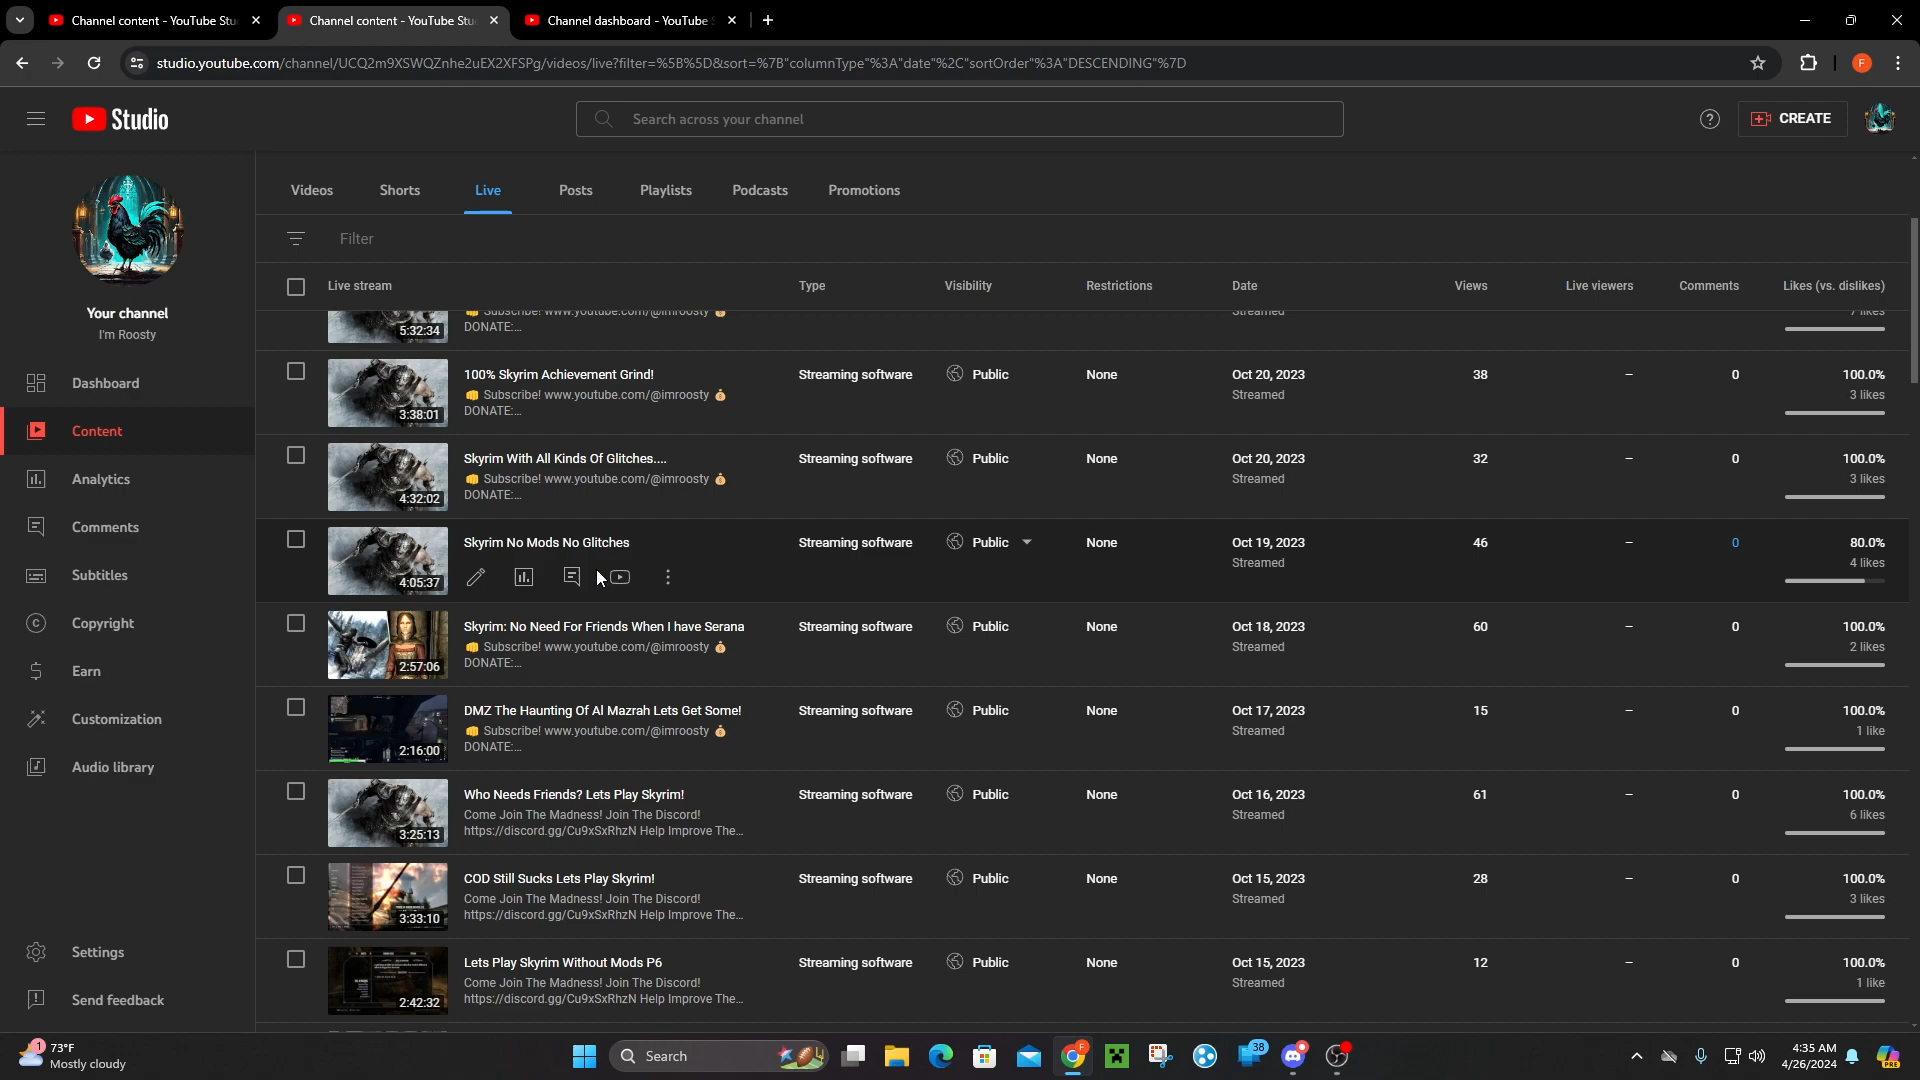 Channel content - YouTube Stu
Channel content - YouTube Stu
Channel dashboard - YouTube S
studio.youtube.com/channel/UCQ2m9XSWQZnhe2uEX2XFSPg/videos/live?filter=%5B%5D&sort=%7B"columnType"%3A"date"%2C"sortOrder"%3A"DESCENDING"%7D
F
Studio
Search across your channel
CREATE
Your channel
I'm Roosty
Dashboard
Content
Analytics
Comments
Subtitles
Copyright
Earn
Customization
Audio library
Settings
Send feedback
Videos Shorts Live Posts Playlists Podcasts Promotions
Filter
Live stream Type Visibility Restrictions Date Views Live viewers Comments Likes (vs. dislikes)
👊 Subscribe! www.youtube.com/@imroosty 💰 Streamed 7 likes
5:32:34 DONATE:...
100% Skyrim Achievement Grind! Streaming software Public None Oct 20, 2023 38 – 0 100.0%
👊 Subscribe! www.youtube.com/@imroosty 💰 Streamed 3 likes
3:38:01 DONATE:...
Skyrim With All Kinds Of Glitches.... Streaming software Public None Oct 20, 2023 32 – 0 100.0%
👊 Subscribe! www.youtube.com/@imroosty 💰 Streamed 3 likes
4:32:02 DONATE:...
Skyrim No Mods No Glitches Streaming software Public None Oct 19, 2023 46 – 0 80.0%
4:05:37 Streamed 4 likes
Skyrim: No Need For Friends When I have Serana Streaming software Public None Oct 18, 2023 60 – 0 100.0%
👊 Subscribe! www.youtube.com/@imroosty 💰 Streamed 2 likes
2:57:06 DONATE:...
DMZ The Haunting Of Al Mazrah Lets Get Some! Streaming software Public None Oct 17, 2023 15 – 0 100.0%
👊 Subscribe! www.youtube.com/@imroosty 💰 Streamed 1 like
2:16:00 DONATE:...
Who Needs Friends? Lets Play Skyrim! Streaming software Public None Oct 16, 2023 61 – 0 100.0%
Come Join The Madness! Join The Discord! Streamed 6 likes
3:25:13 https://discord.gg/Cu9xSxRhzN Help Improve The...
COD Still Sucks Lets Play Skyrim! Streaming software Public None Oct 15, 2023 28 – 0 100.0%
Come Join The Madness! Join The Discord! Streamed 3 likes
3:33:10 https://discord.gg/Cu9xSxRhzN Help Improve The...
Lets Play Skyrim Without Mods P6 Streaming software Public None Oct 15, 2023 12 – 0 100.0%
Come Join The Madness! Join The Discord! Streamed 1 like
2:42:32 https://discord.gg/Cu9xSxRhzN Help Improve The...
1
73°F
Mostly cloudy
Search
38
4:35 AM
4/26/2024
PRE